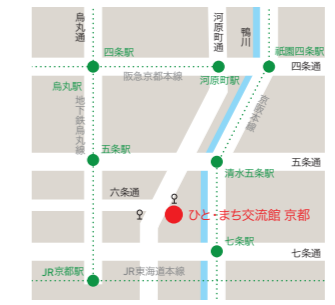 烏丸通
河原町通
鴨川
四条駅
祇園四条駅
四条通
阪急京都本線
河原町駅
烏丸駅
地下鉄烏丸線
京阪本線
五条駅
五条通
清水五条駅
六条通
ひと・まち交流館 京都
七条駅
七条通
JR京都駅
JR東海道本線